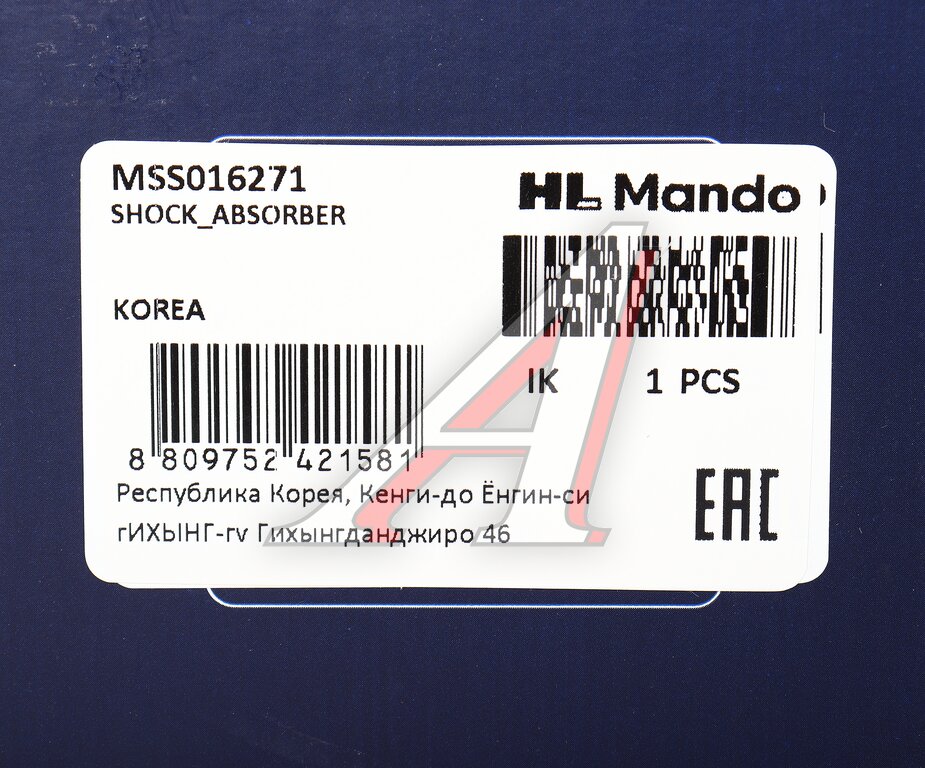 MSS016271
SHOCK_ABSORBER
HL Mando
KOREA
IK 1 PCS
8 809752 421581
Республика Корея, Кенги-до Ёнгин-си
гИХЫНГ-гv Гихынгданджиро 46
EAC